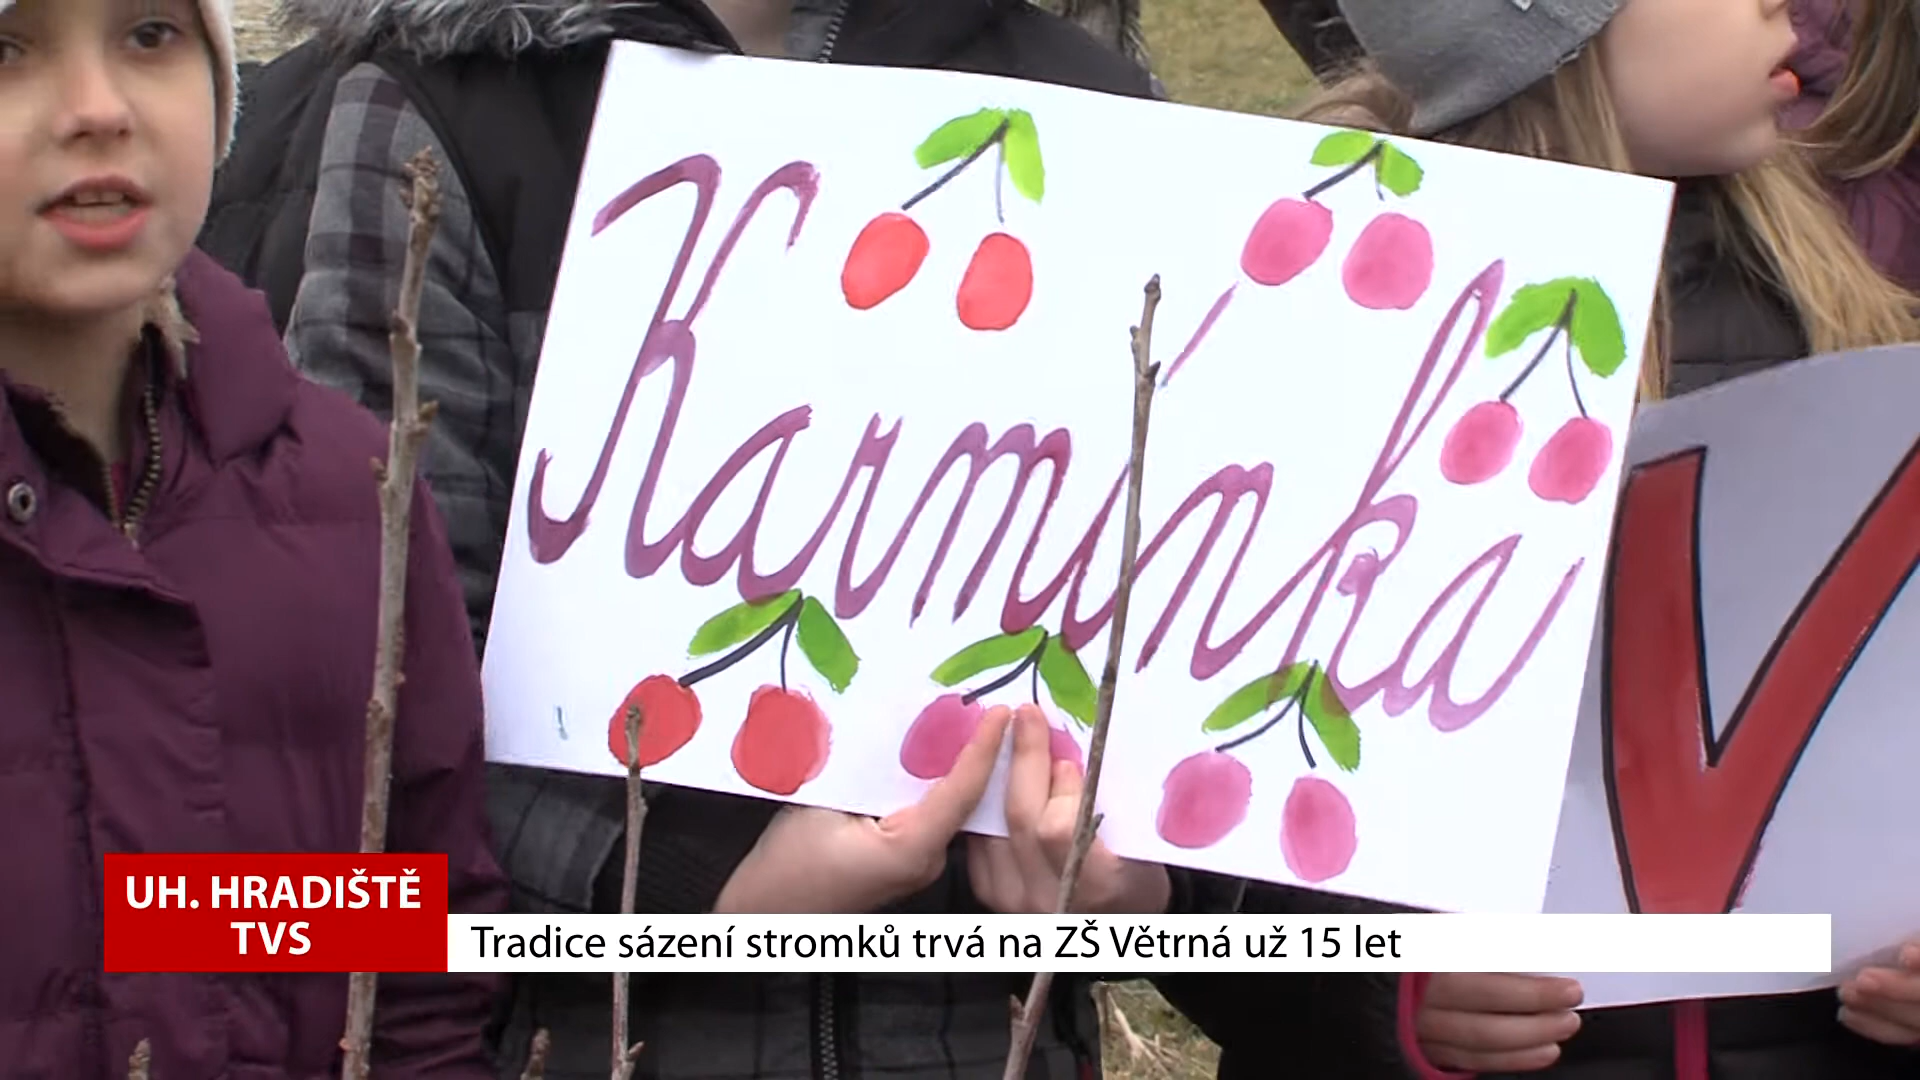 Karmínka
V
UH. HRADIŠTĚ
TVS
Tradice sázení stromků trvá na ZŠ Větrná už 15 let